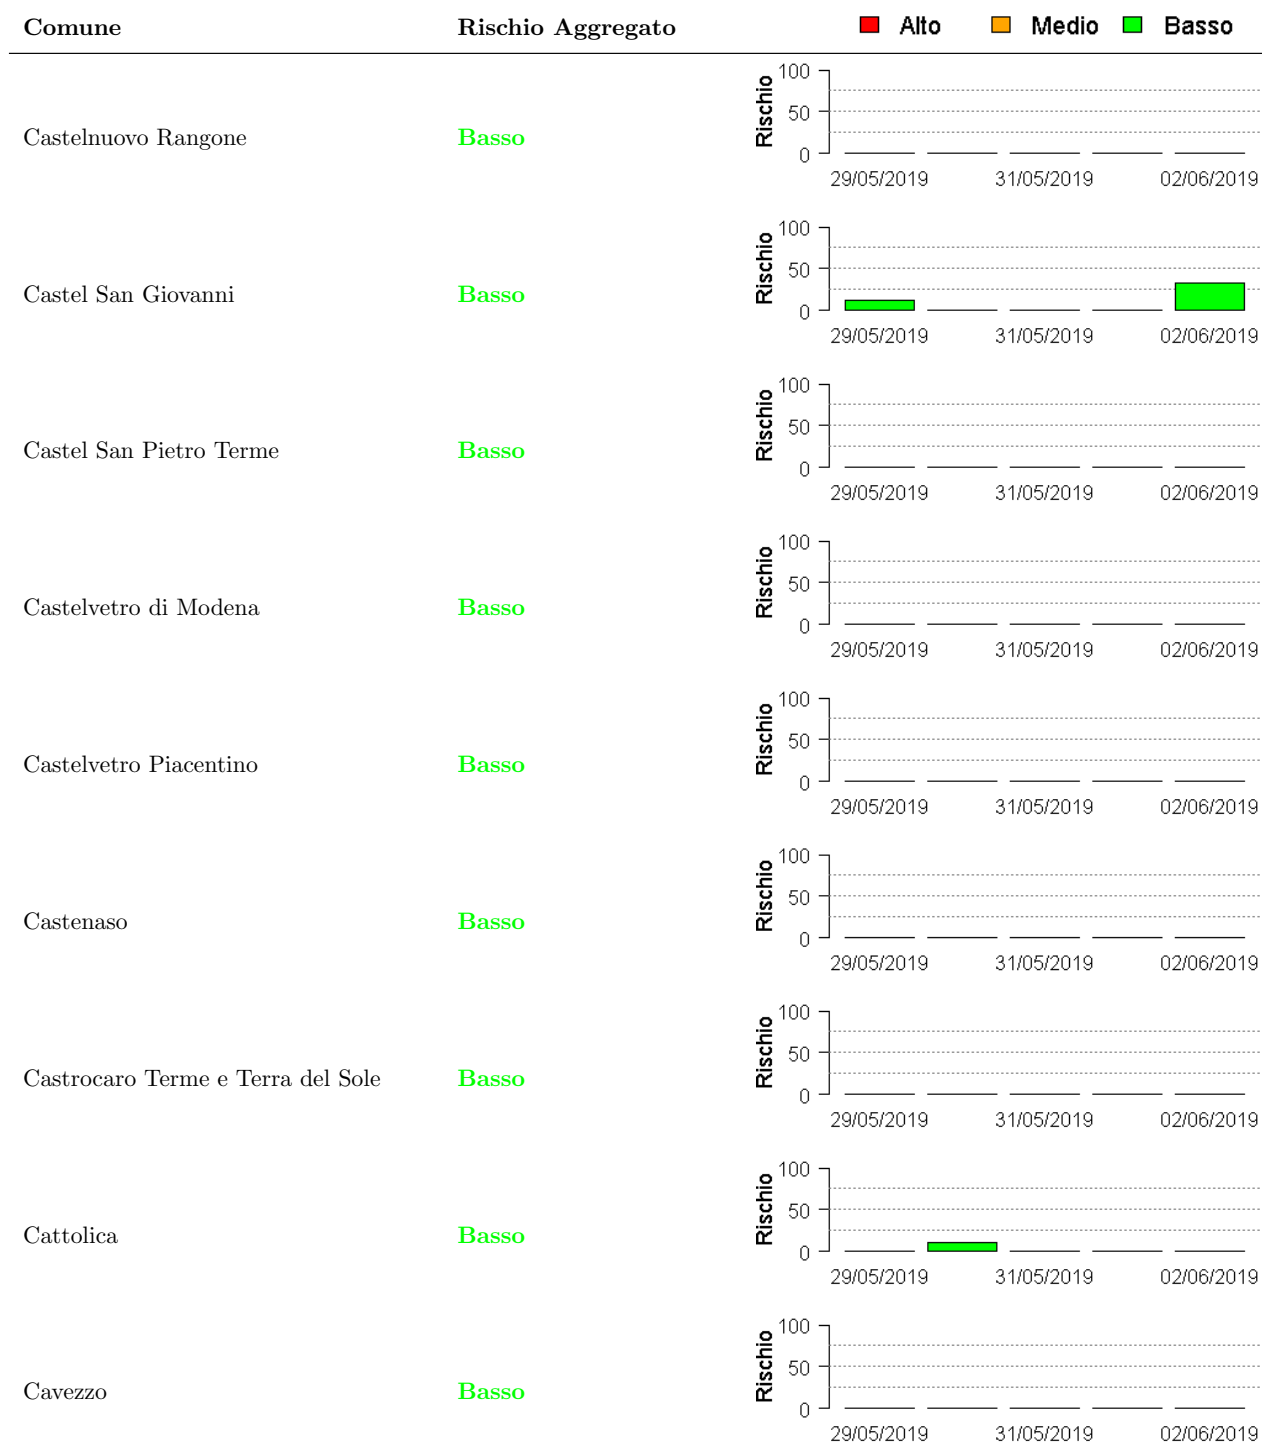 Comune Rischio Aggregato Alto Medio Basso
100
50
0
Rischio
Castelnuovo Rangone Basso
29/05/2019 31/05/2019 02/06/2019
100
50
0
Rischio
Castel San Giovanni Basso
29/05/2019 31/05/2019 02/06/2019
100
50
0
Rischio
Castel San Pietro Terme Basso
29/05/2019 31/05/2019 02/06/2019
100
50
0
Rischio
Castelvetro di Modena Basso
29/05/2019 31/05/2019 02/06/2019
100
50
0
Rischio
Castelvetro Piacentino Basso
29/05/2019 31/05/2019 02/06/2019
100
50
0
Rischio
Castenaso Basso
29/05/2019 31/05/2019 02/06/2019
100
50
0
Rischio
Castrocaro Terme e Terra del Sole Basso
29/05/2019 31/05/2019 02/06/2019
100
50
0
Rischio
Cattolica Basso
29/05/2019 31/05/2019 02/06/2019
100
50
0
Rischio
Cavezzo Basso
29/05/2019 31/05/2019 02/06/2019